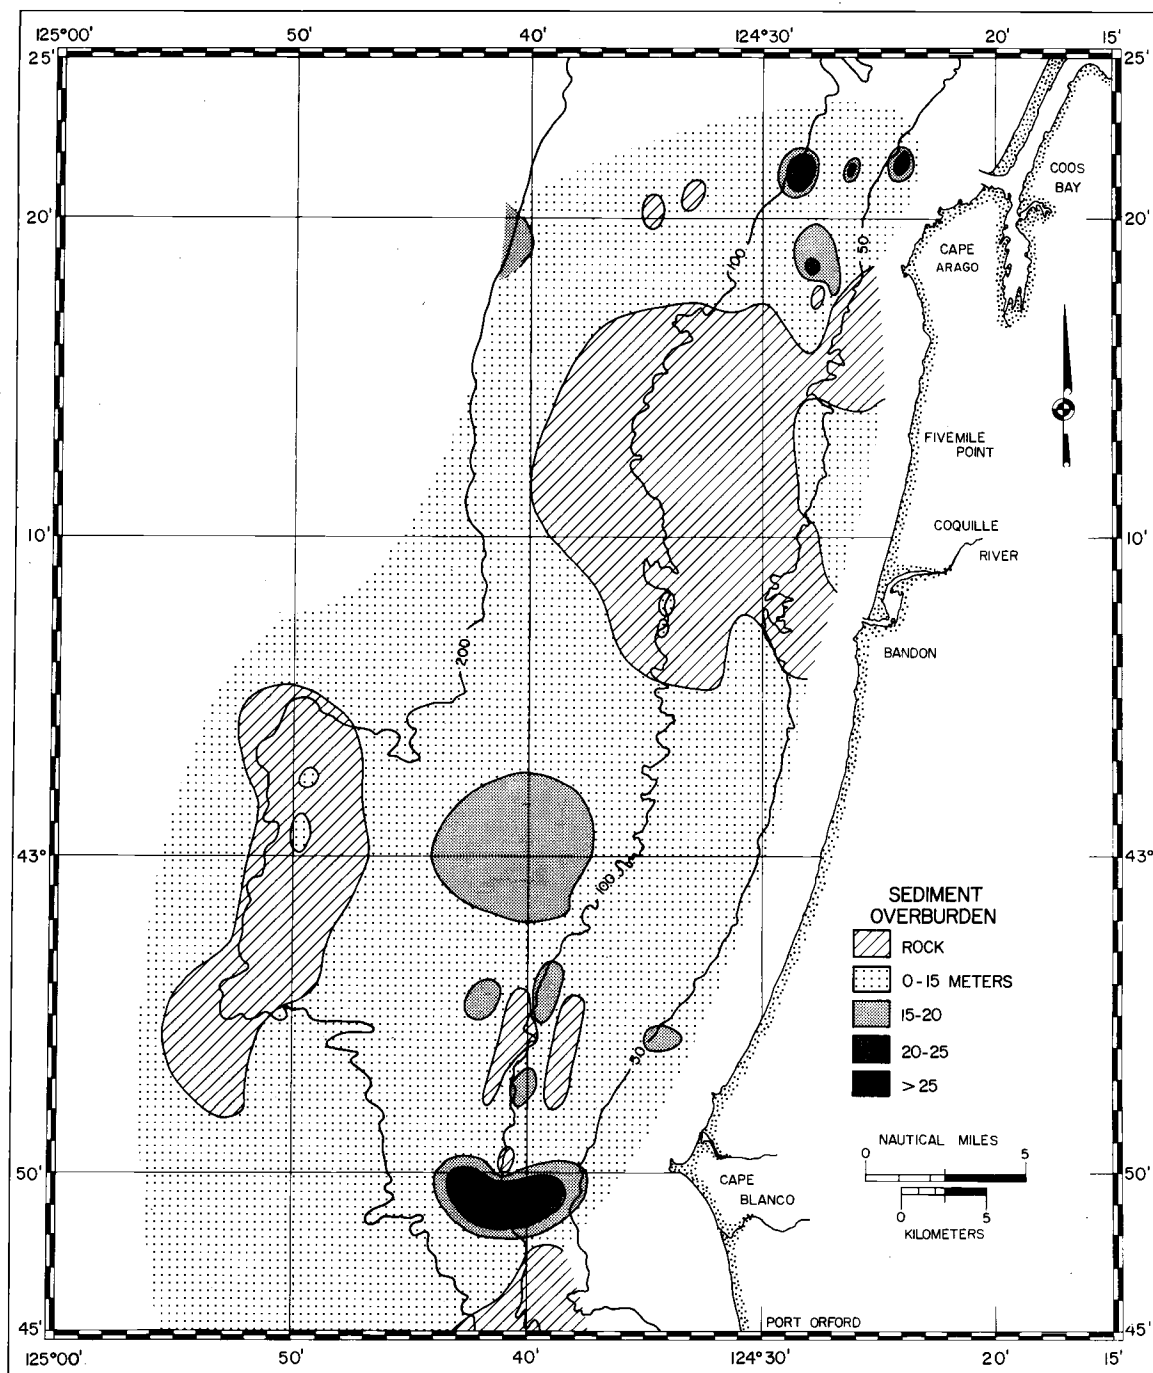 125°00' 50' 40' 124°30' 20' 15'
25' 25'
COOS
BAY
20' 20'
CAPE
ARAGO
50
100
FIVEMILE
POINT
COQUILLE
10' 10'
RIVER
BANDON
200
43° 43°
100
SEDIMENT
OVERBURDEN
ROCK
0-15 METERS
15-20
20-25
>25
50
NAUTICAL MILES
0 5
50' 50'
CAPE
BLANCO
0 5
KILOMETERS
PORT ORFORD
45' 45'
125°00' 50' 40' 124°30' 20' 15'